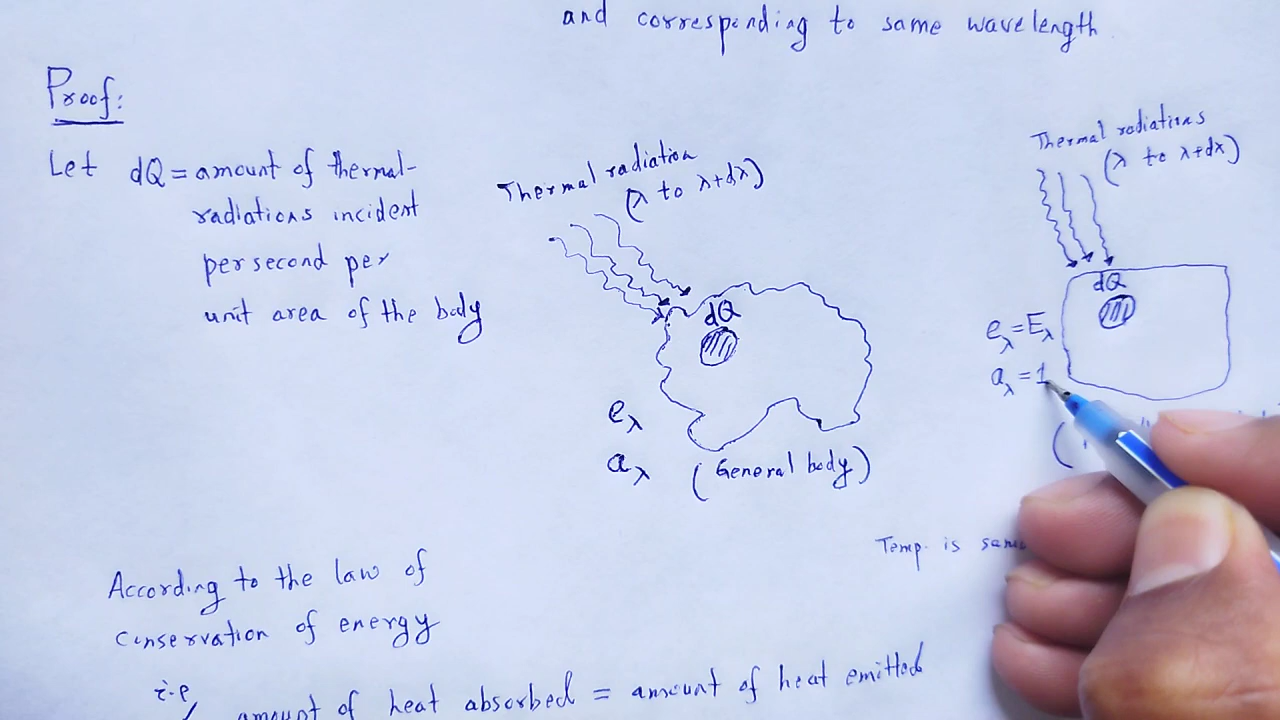 and corresponding to same wavelength
Proof:
Let dQ = amount of thermal-
radiations incident
per second per
unit area of the body
Thermal radiation
(λ to λ+dλ)
dQ
eλ
aλ
(General body)
Thermal radiations
(λ to λ+dλ)
dQ
eλ = Eλ
aλ = 1
(
Temp. is same
According to the law of
conservation of energy
i.e/ amount of heat absorbed = amount of heat emitted